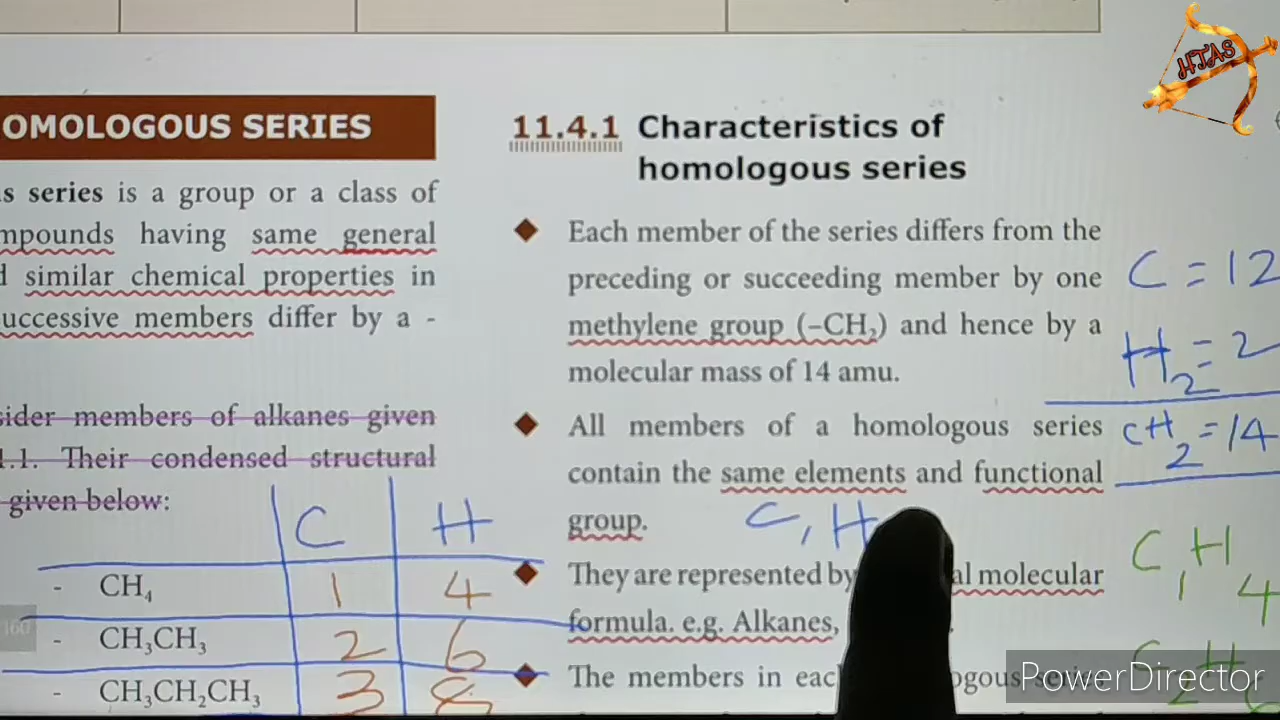 OMOLOGOUS SERIES
s series is a group or a class of
mpounds having same general
d similar chemical properties in
uccessive members differ by a -
sider members of alkanes given
1.1. Their condensed structural
given below:
C H
- CH₄ 1 4
- CH₃CH₃ 2 6
- CH₃CH₂CH₃ 3 8
160
11.4.1 Characteristics of
homologous series
Each member of the series differs from the
preceding or succeeding member by one
methylene group (–CH₂) and hence by a
molecular mass of 14 amu.
All members of a homologous series
contain the same elements and functional
group. C, H
They are represented by al molecular
formula. e.g. Alkanes,
The members in eac ogous
C = 12
H₂ = 2
CH₂ = 14
C₁H₄
C₂H₆
HTAS
PowerDirector